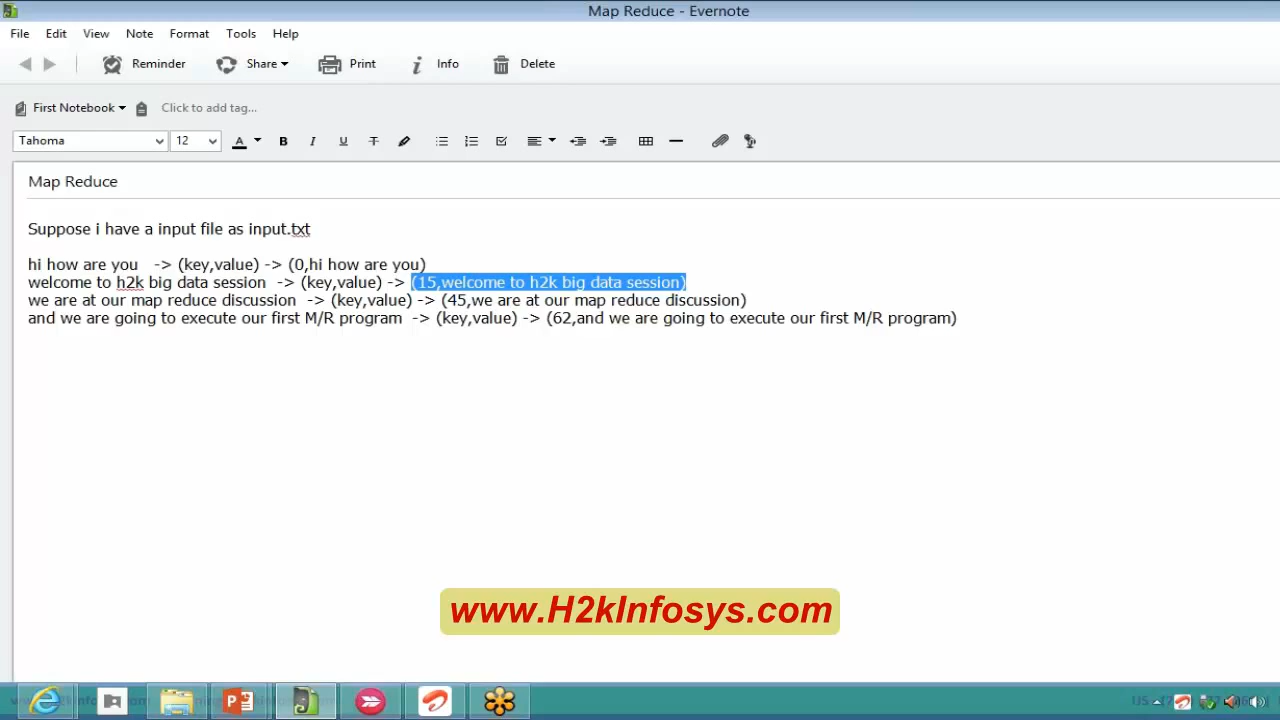 Map Reduce - Evernote
File Edit View Note Format Tools Help
Reminder Share Print Info Delete
First Notebook Click to add tag...
Tahoma 12 A B I U T
Map Reduce
Suppose i have a input file as input.txt
hi how are you -> (key,value) -> (0,hi how are you)
welcome to h2k big data session -> (key,value) -> (15,welcome to h2k big data session)
we are at our map reduce discussion -> (key,value) -> (45,we are at our map reduce discussion)
and we are going to execute our first M/R program -> (key,value) -> (62,and we are going to execute our first M/R program)
www.H2kInfosys.com